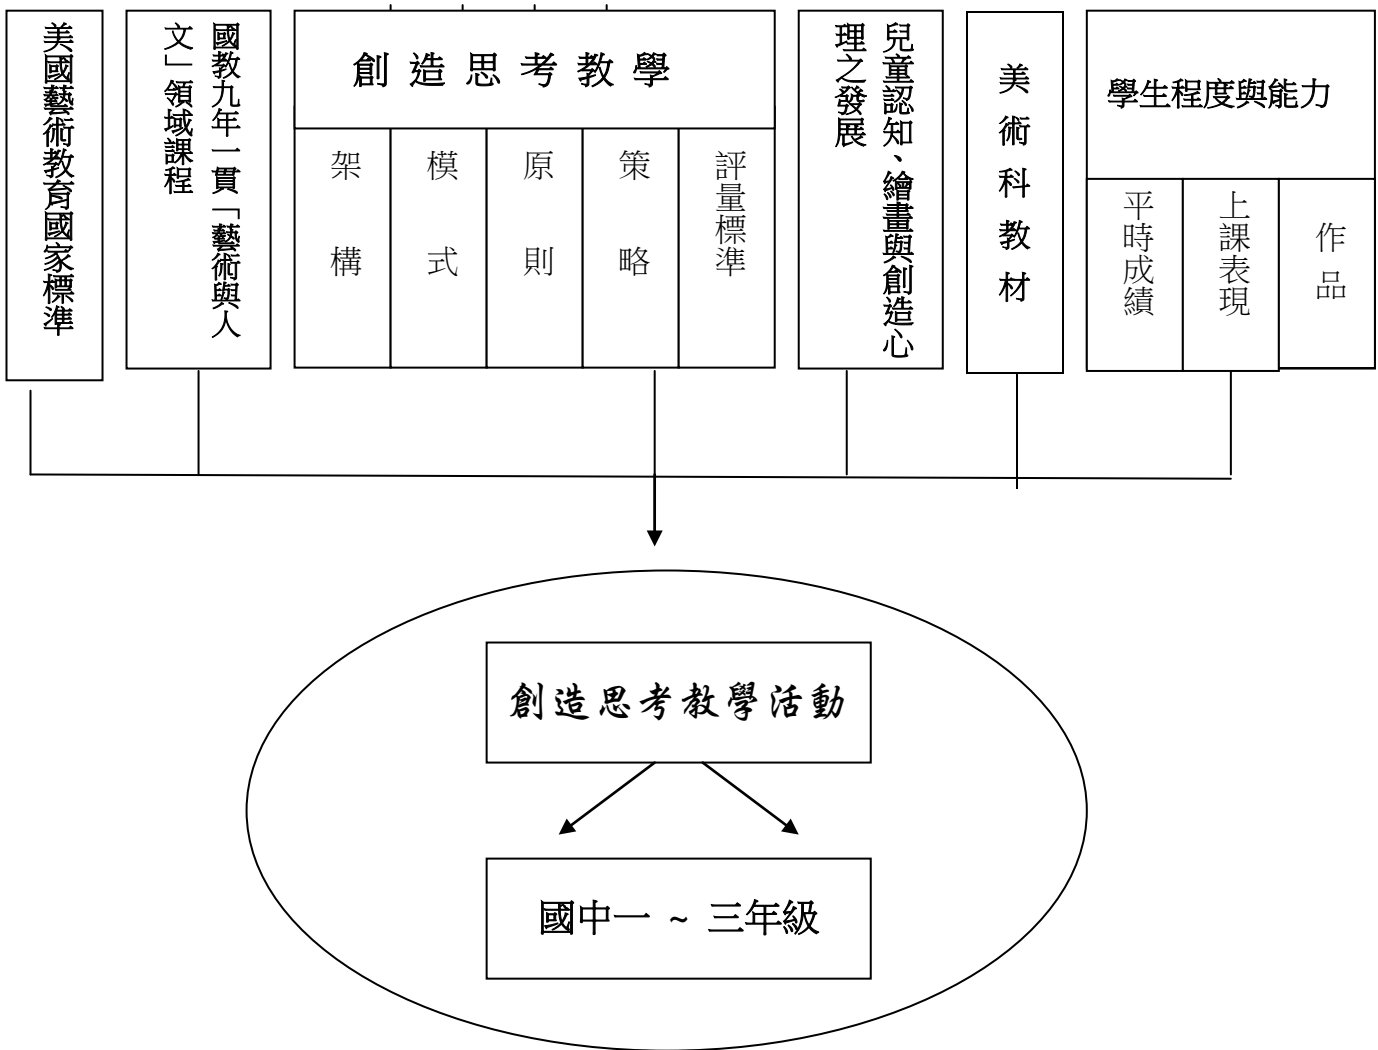 美國藝術教育國家標準
國教九年一貫「藝術與人
文」領域課程
創造思考教學
架構
模式
原則
策略
評量標準
兒童認知、繪畫與創造心
理之發展
美術科教材
學生程度與能力
平時成績
上課表現
作品
創造思考教學活動
國中一 ~ 三年級